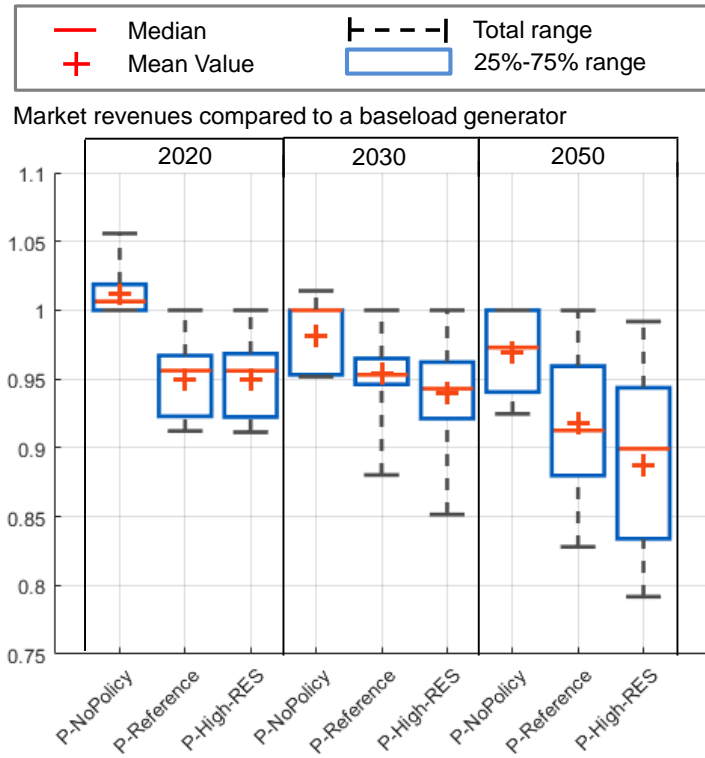 Median
Total range
Mean Value
25%-75% range
Market revenues compared to a baseload generator
2020
2030
2050
1.1
1.05
1
0.95
0.9
0.85
0.8
0.75
P-NoPolicy
P-Reference
P-High-RES
P-NoPolicy
P-Reference
P-High-RES
P-NoPolicy
P-Reference
P-High-RES